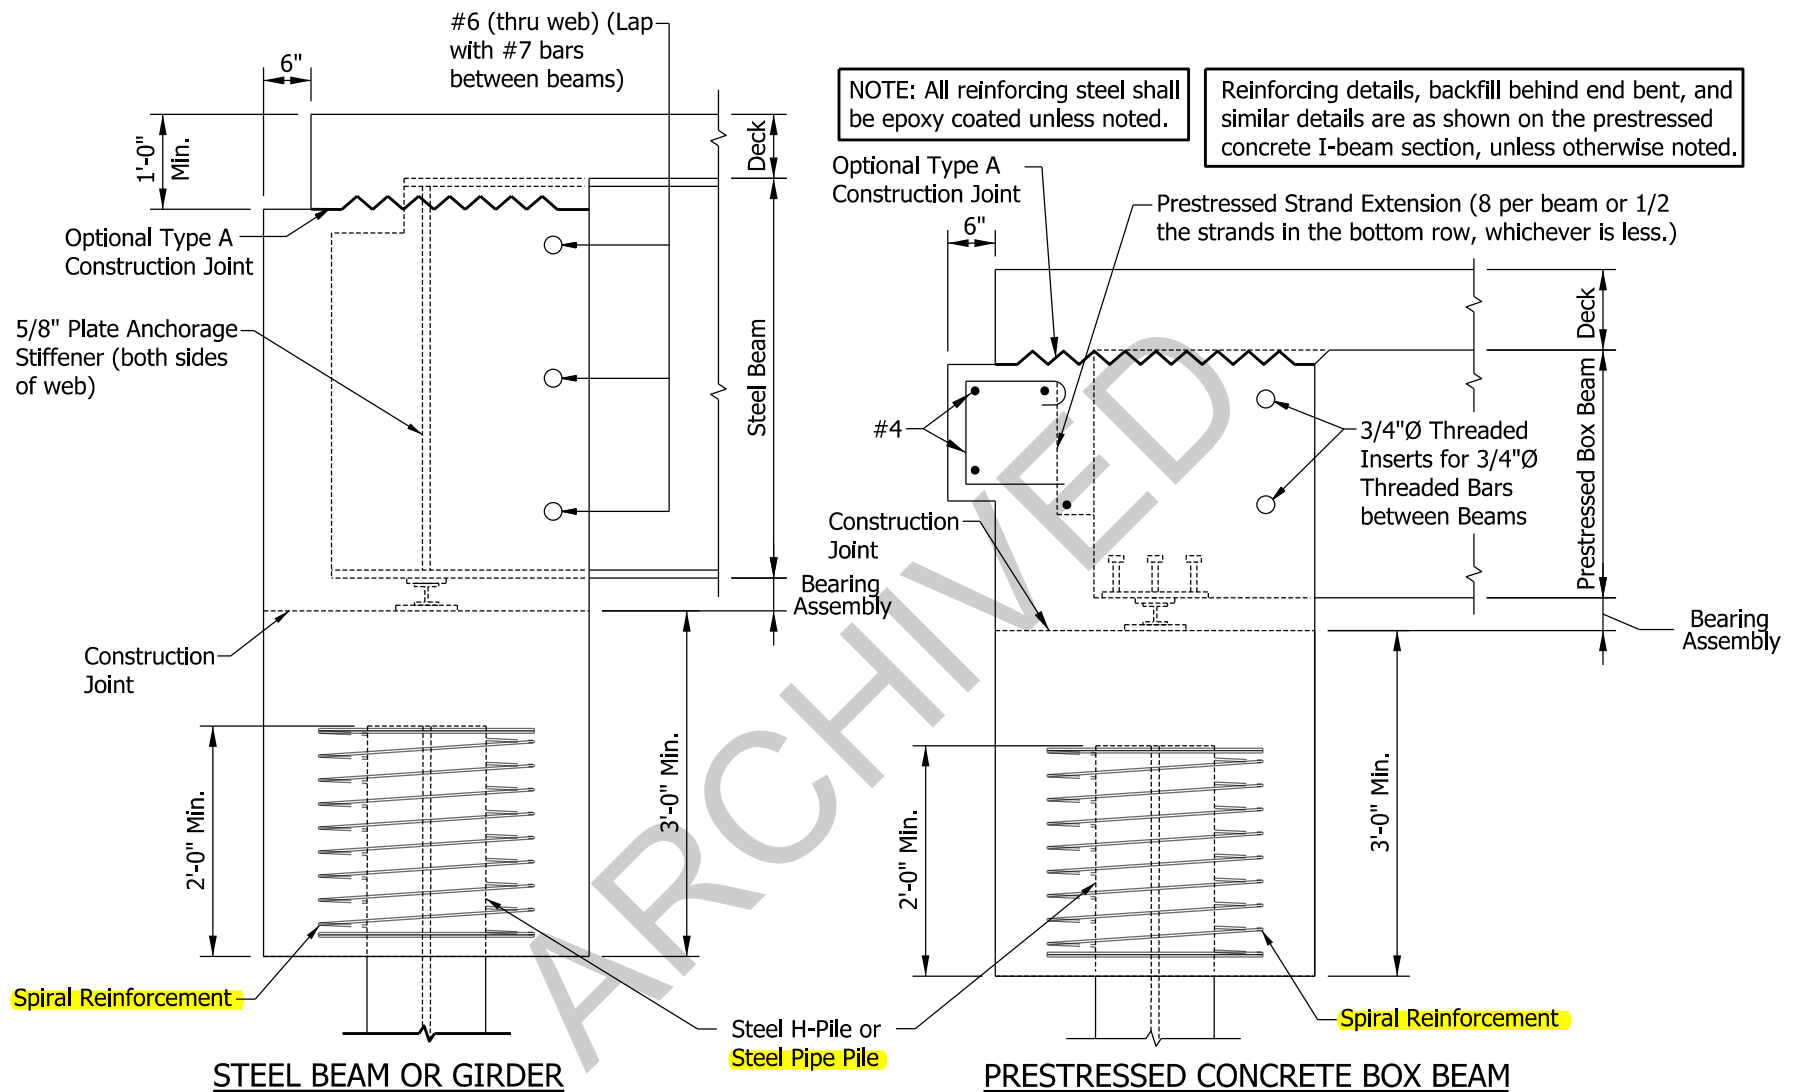 #6 (thru web) (Lap
with #7 bars
between beams)
6"
1'-0"
Min.
Deck
Optional Type A
Construction Joint
5/8" Plate Anchorage
Stiffener (both sides
of web)
Steel Beam
Bearing
Assembly
Construction
Joint
2'-0" Min.
3'-0" Min.
Spiral Reinforcement
Steel H-Pile or
Steel Pipe Pile
STEEL BEAM OR GIRDER
NOTE: All reinforcing steel shall
be epoxy coated unless noted.
Reinforcing details, backfill behind end bent, and
similar details are as shown on the prestressed
concrete I-beam section, unless otherwise noted.
Optional Type A
Construction Joint
6"
Prestressed Strand Extension (8 per beam or 1/2
the strands in the bottom row, whichever is less.)
Deck
#4
3/4"Ø Threaded
Inserts for 3/4"Ø
Threaded Bars
between Beams
Prestressed Box Beam
Construction
Joint
Bearing
Assembly
2'-0" Min.
3'-0" Min.
Spiral Reinforcement
PRESTRESSED CONCRETE BOX BEAM
ARCHIVED